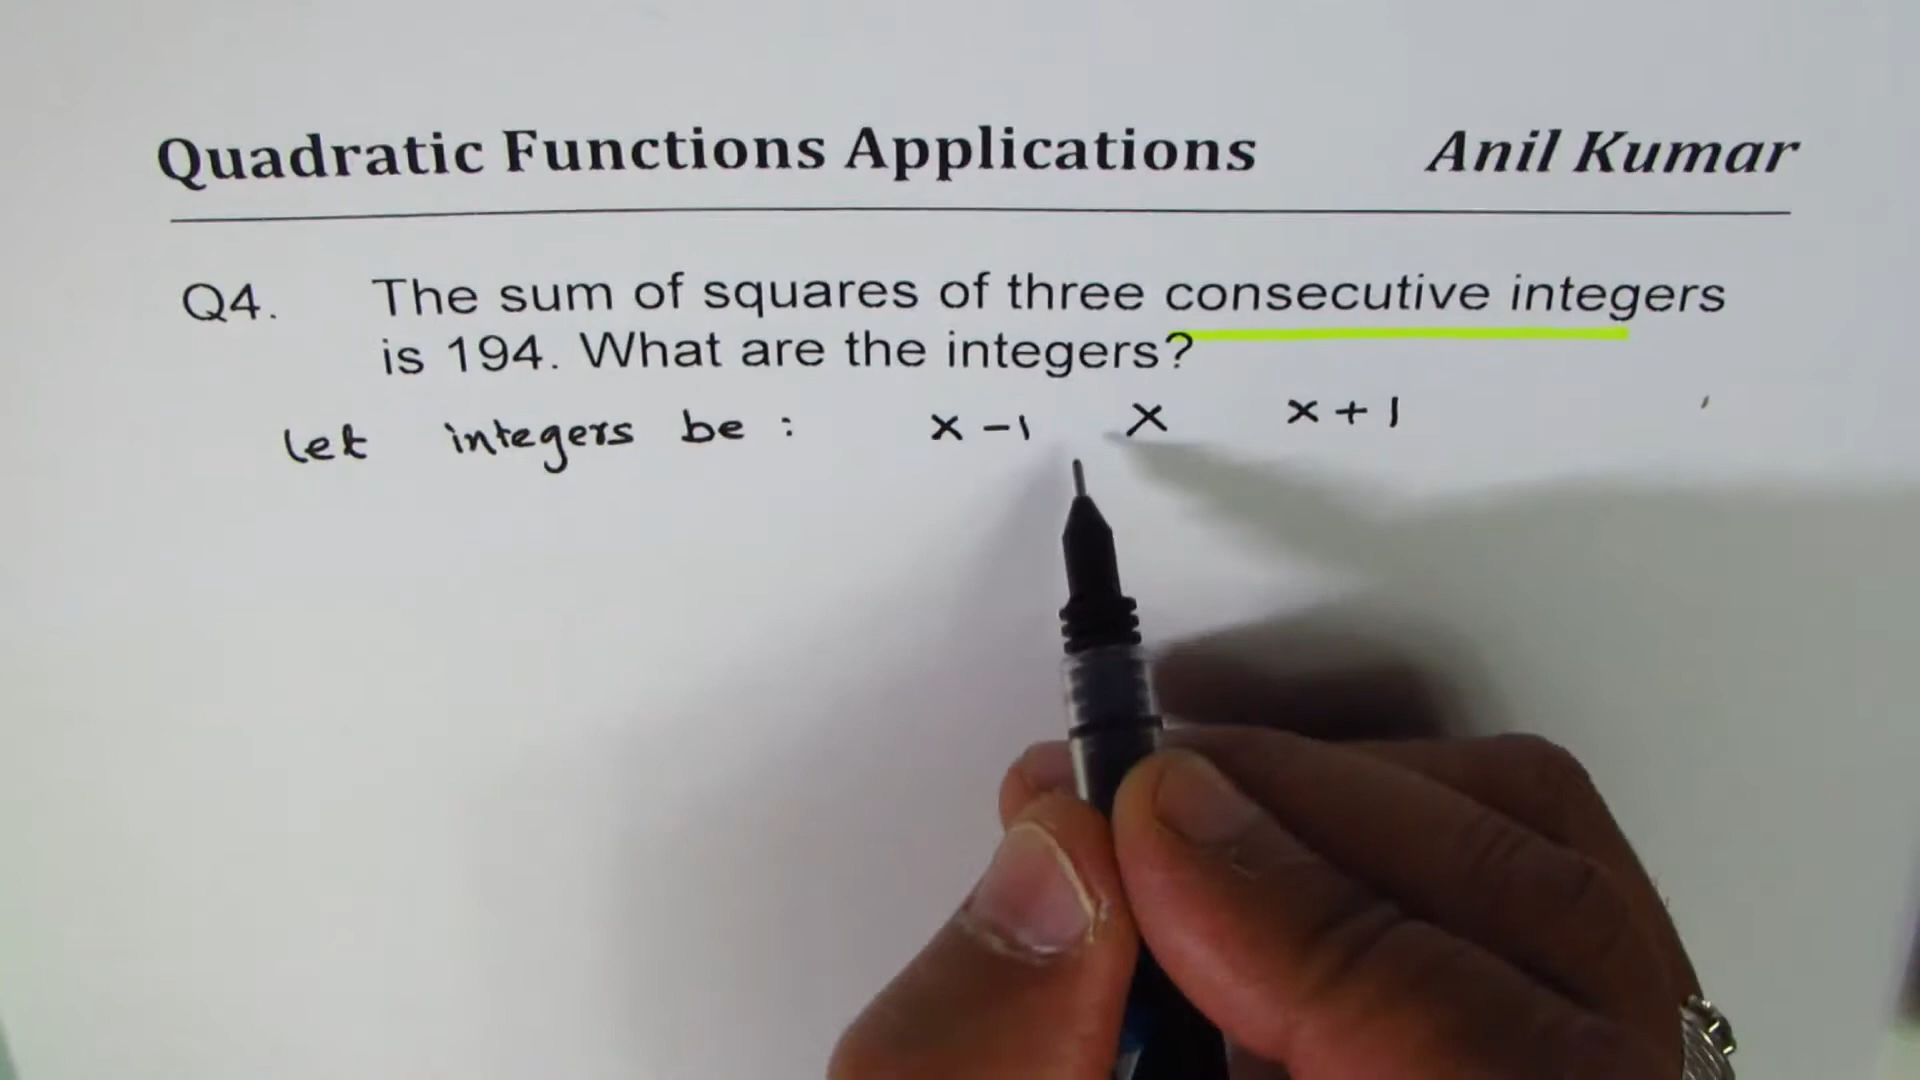 Quadratic Functions Applications Anil Kumar
Q4. The sum of squares of three consecutive integers
is 194. What are the integers?
let integers be : x - 1 x x + 1